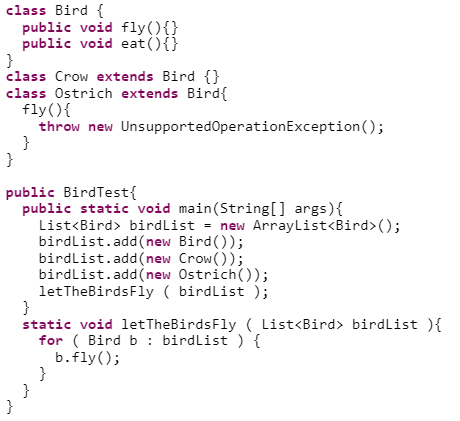 class Bird {
  public void fly(){}
  public void eat(){}
}
class Crow extends Bird {}
class Ostrich extends Bird{
  fly(){
    throw new UnsupportedOperationException();
  }
}

public BirdTest{
  public static void main(String[] args){
    List<Bird> birdList = new ArrayList<Bird>();
    birdList.add(new Bird());
    birdList.add(new Crow());
    birdList.add(new Ostrich());
    letTheBirdsFly ( birdList );
  }
  static void letTheBirdsFly ( List<Bird> birdList ){
    for ( Bird b : birdList ) {
      b.fly();
    }
  }
}